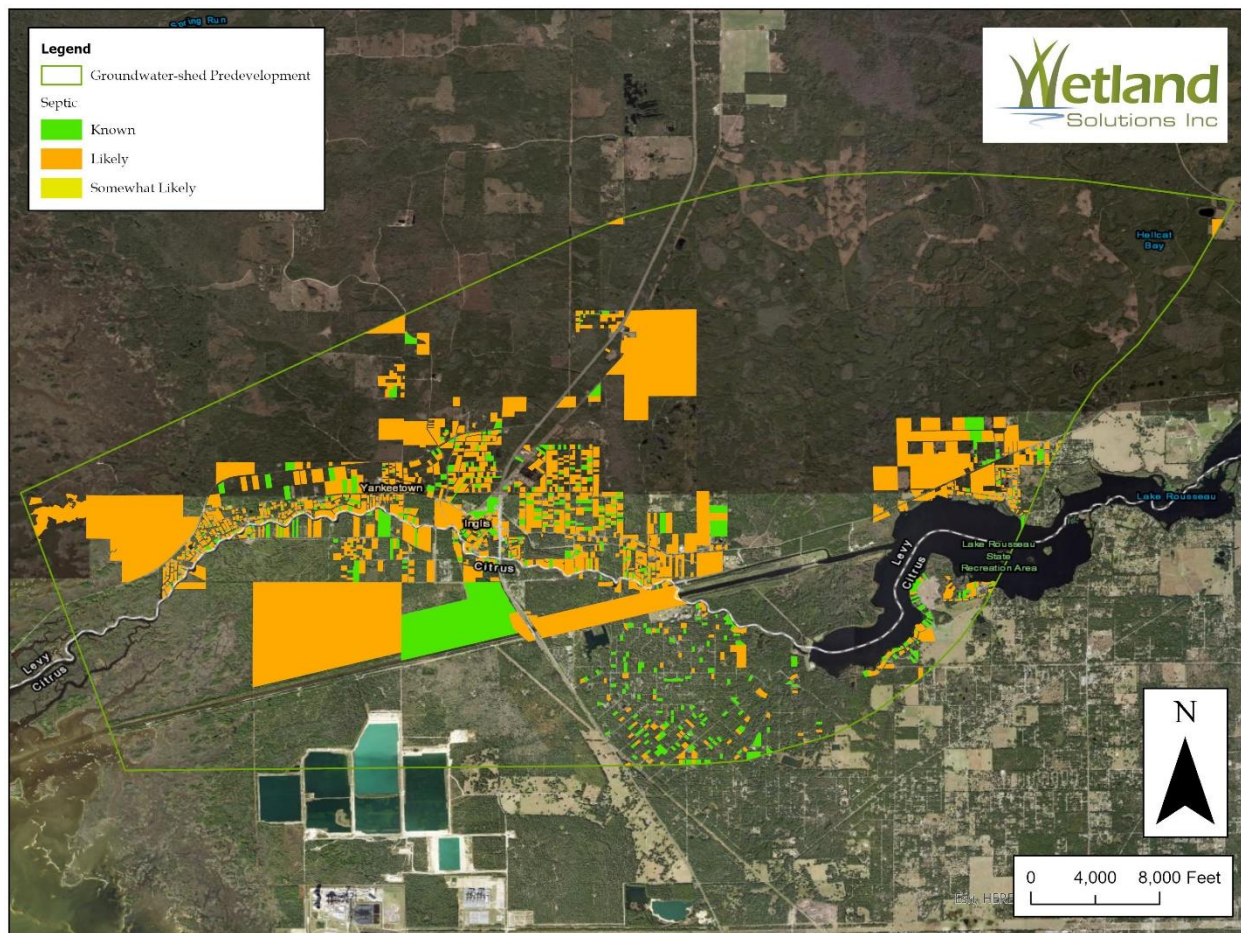 Spring Run
Legend
Groundwater-shed Predevelopment
Septic
Known
Likely
Somewhat Likely
Wetland
Solutions Inc
Hellcat
Bay
Yankeetown
Inglis
Citrus
Lake Rousseau
Levy
Citrus
Lake Rousseau
State
Recreation Area
Levy
Citrus
N
0 4,000 8,000 Feet